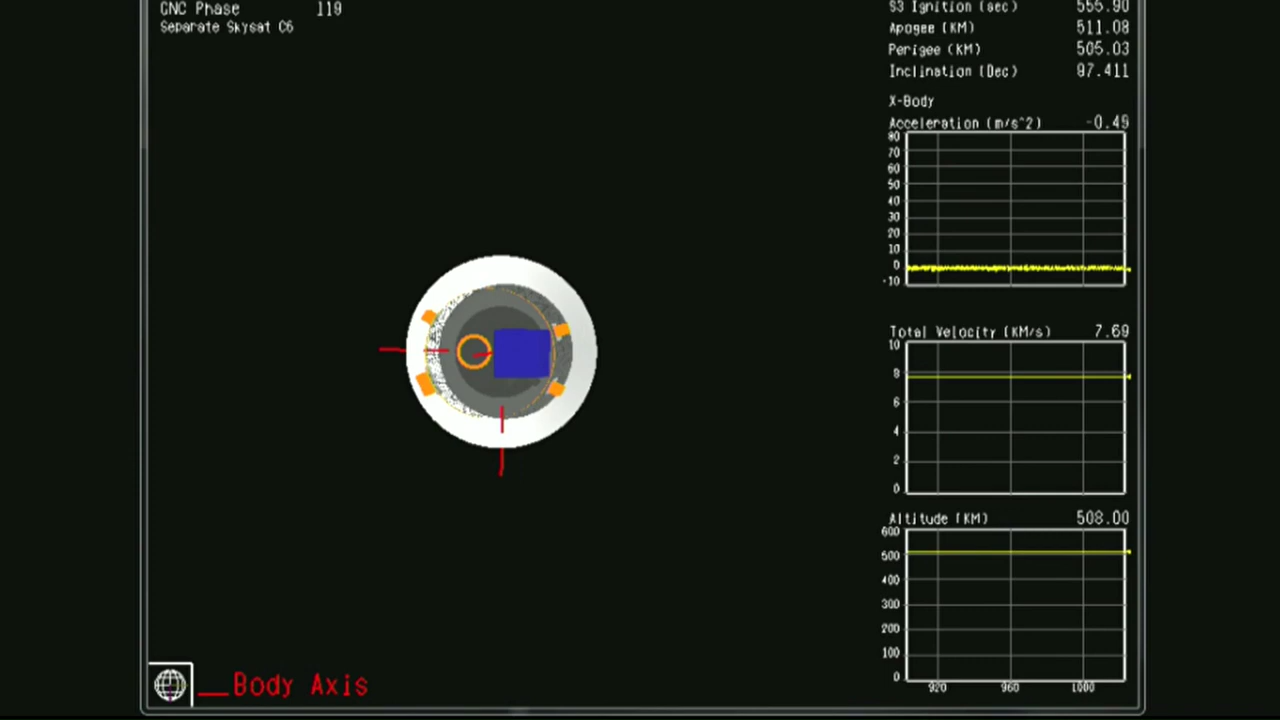 GNC Phase 119
Separate Skysat C6
S3 Ignition (sec) 555.90
Apogee (KM) 511.08
Perigee (KM) 505.03
Inclination (Dec) 97.411
X-Body
Acceleration (m/s^2) -0.49
80
70
60
50
40
30
20
10
0
-10
Total Velocity (KM/s) 7.69
10
8
6
4
2
0
Altitude (KM) 508.00
600
500
400
300
200
100
0
920 960 1000
Body Axis